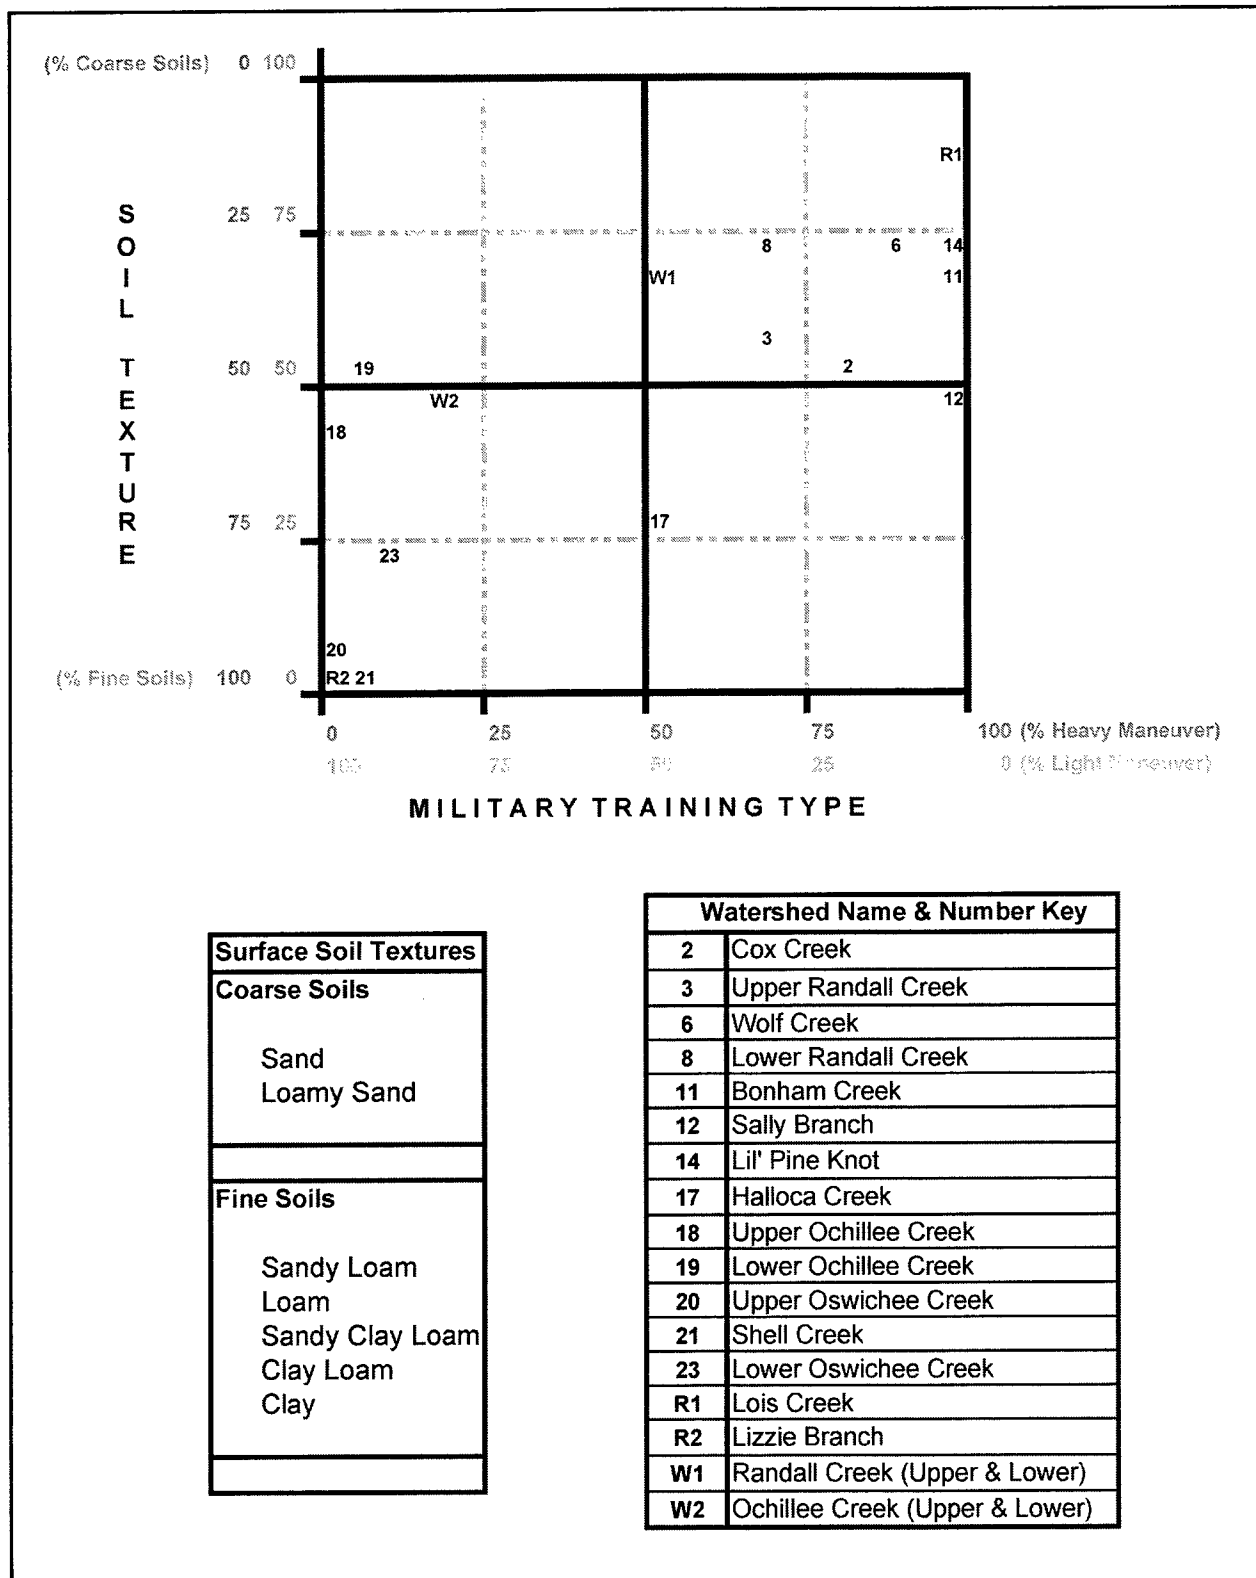 (% Coarse Soils) 0 100
R1
SOIL TEXTURE
25 75
8 6 14
W1 11
3
19 2
50 50
W2 12
18
75 25
17
23
20
(% Fine Soils) 100 0 R2 21
0 25 50 75 100 (% Heavy Maneuver)
100 75 50 25 0 (% Light Maneuver)
MILITARY TRAINING TYPE
Surface Soil Textures
Coarse Soils
Sand
Loamy Sand
Fine Soils
Sandy Loam
Loam
Sandy Clay Loam
Clay Loam
Clay
Watershed Name & Number Key
2 Cox Creek
3 Upper Randall Creek
6 Wolf Creek
8 Lower Randall Creek
11 Bonham Creek
12 Sally Branch
14 Lil' Pine Knot
17 Halloca Creek
18 Upper Ochillee Creek
19 Lower Ochillee Creek
20 Upper Oswichee Creek
21 Shell Creek
23 Lower Oswichee Creek
R1 Lois Creek
R2 Lizzie Branch
W1 Randall Creek (Upper & Lower)
W2 Ochillee Creek (Upper & Lower)